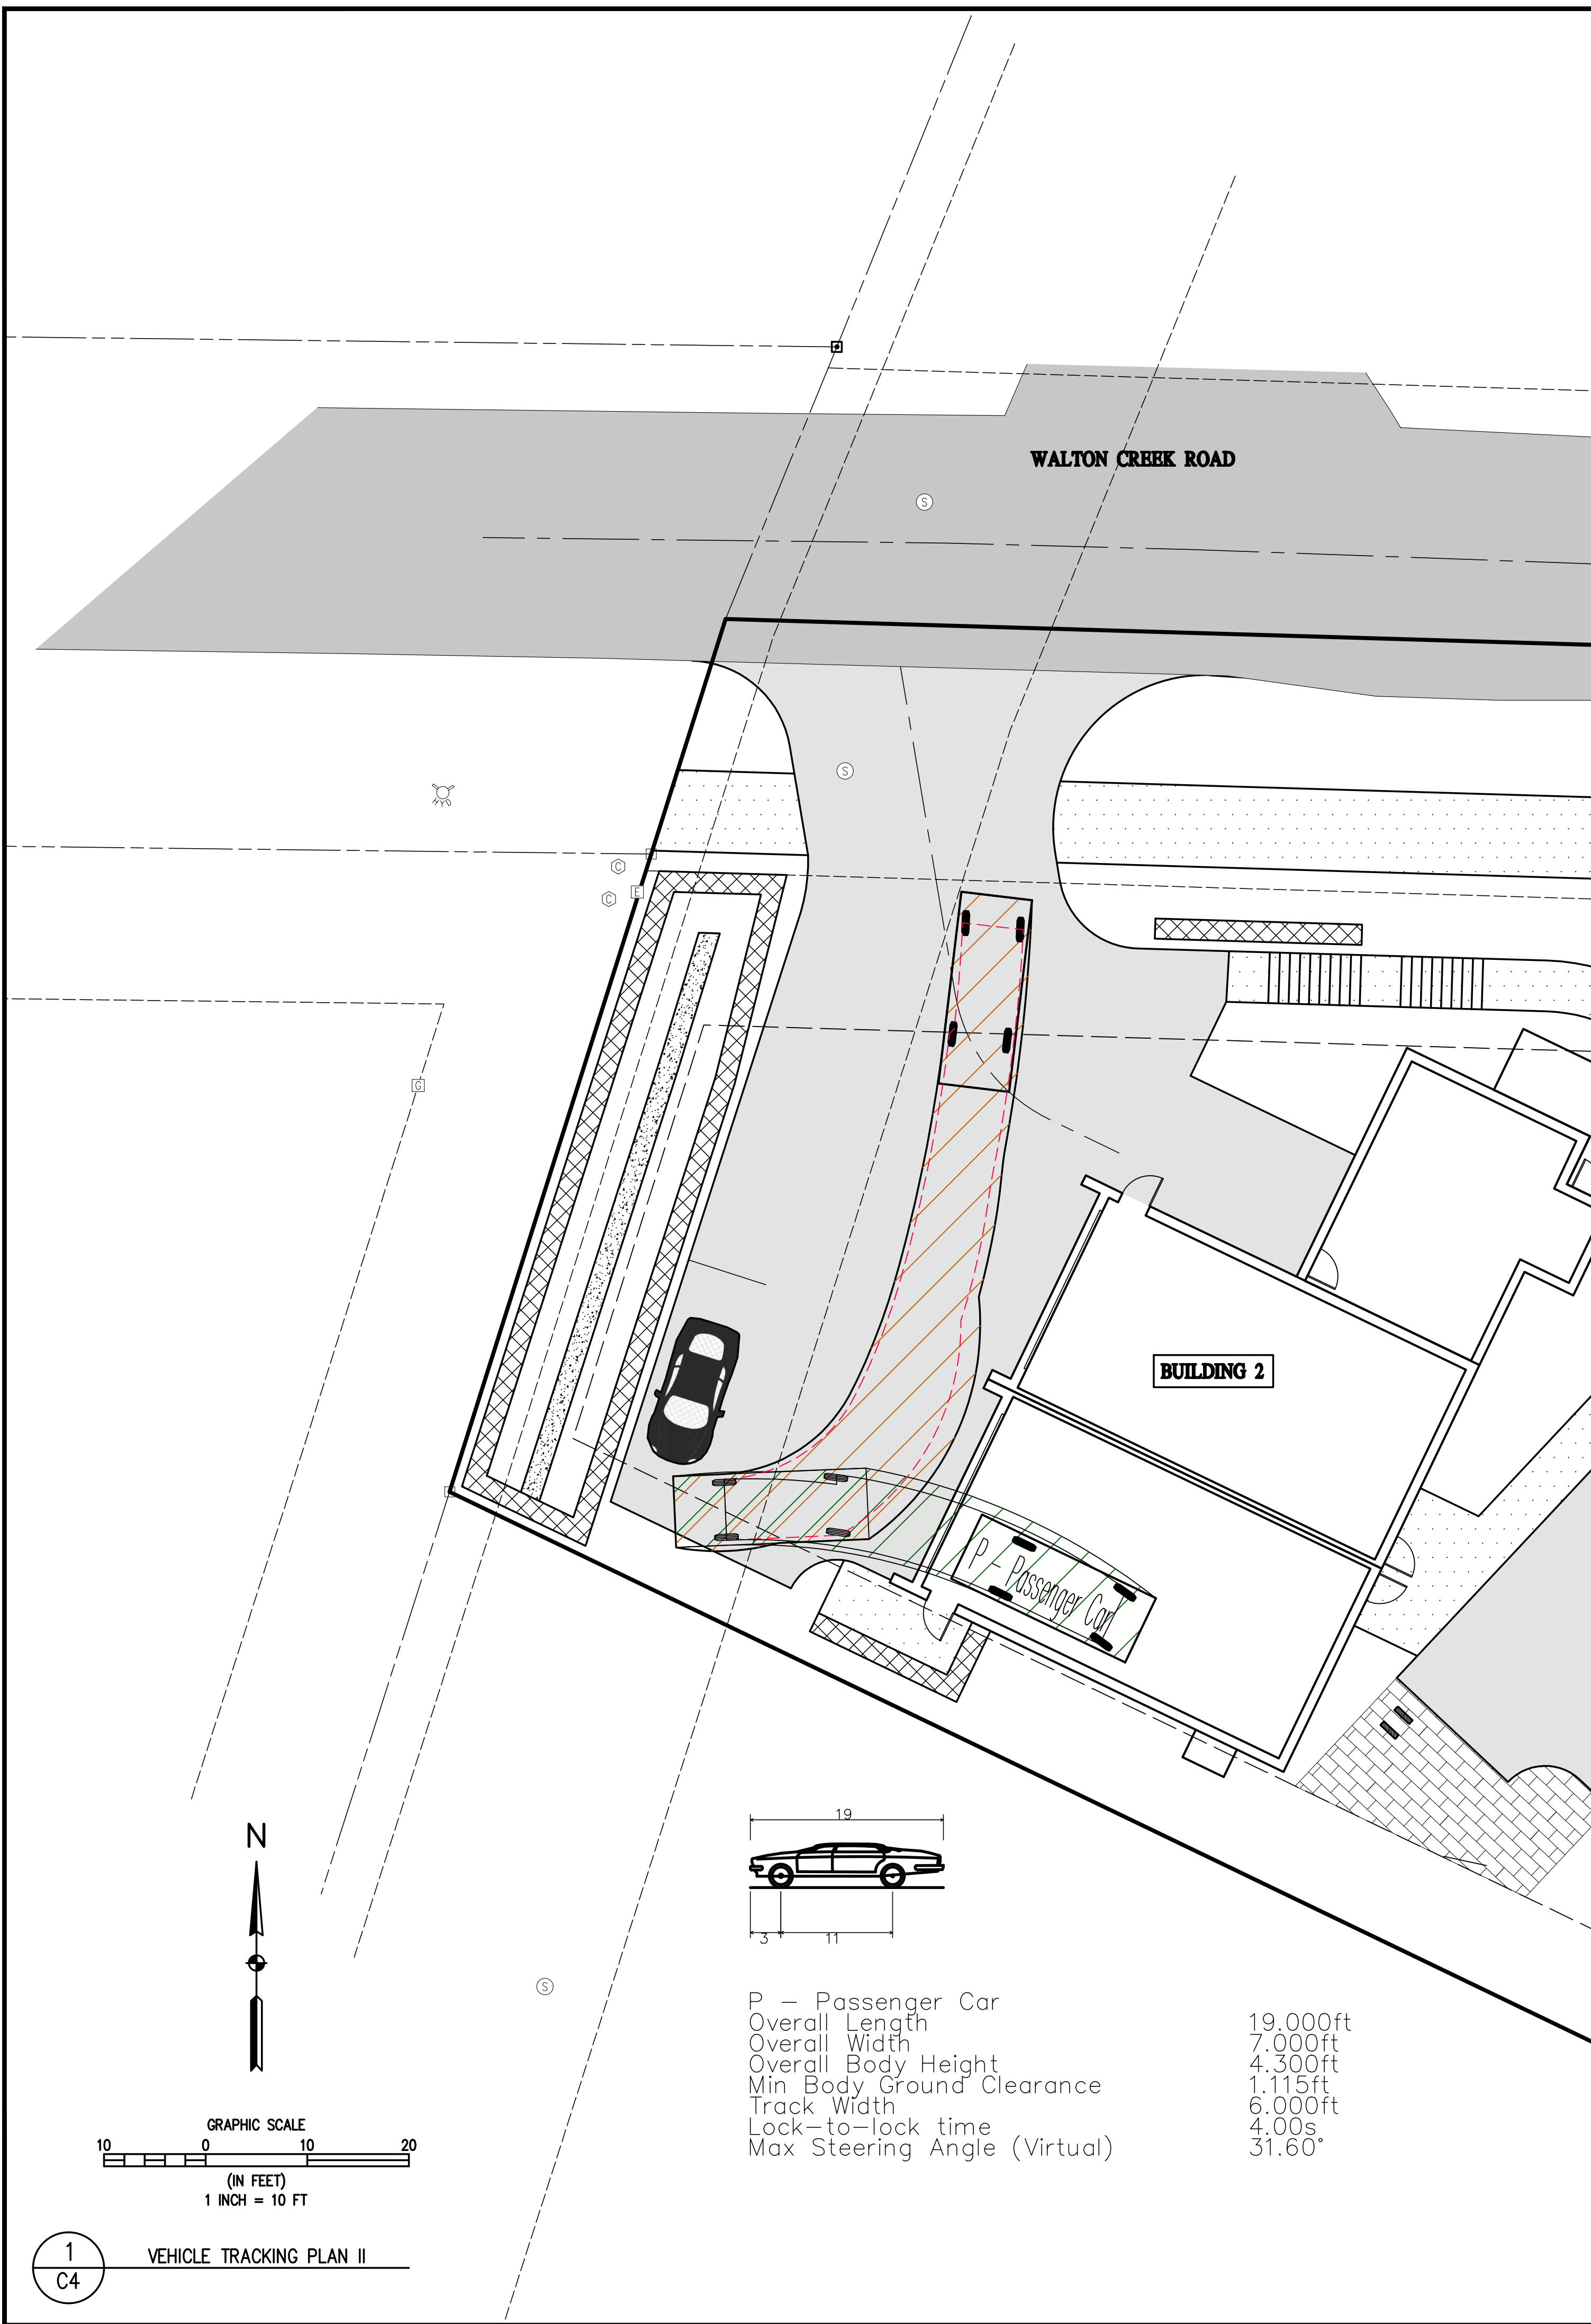 WALTON CREEK ROAD
S
S
C
E
C
G
BUILDING 2
P - Passenger Car
N
19
3
11
S
P - Passenger Car
Overall Length 19.000ft
Overall Width 7.000ft
Overall Body Height 4.300ft
Min Body Ground Clearance 1.115ft
Track Width 6.000ft
Lock-to-lock time 4.00s
Max Steering Angle (Virtual) 31.60°
GRAPHIC SCALE
10 0 10 20
(IN FEET)
1 INCH = 10 FT
1
VEHICLE TRACKING PLAN II
C4